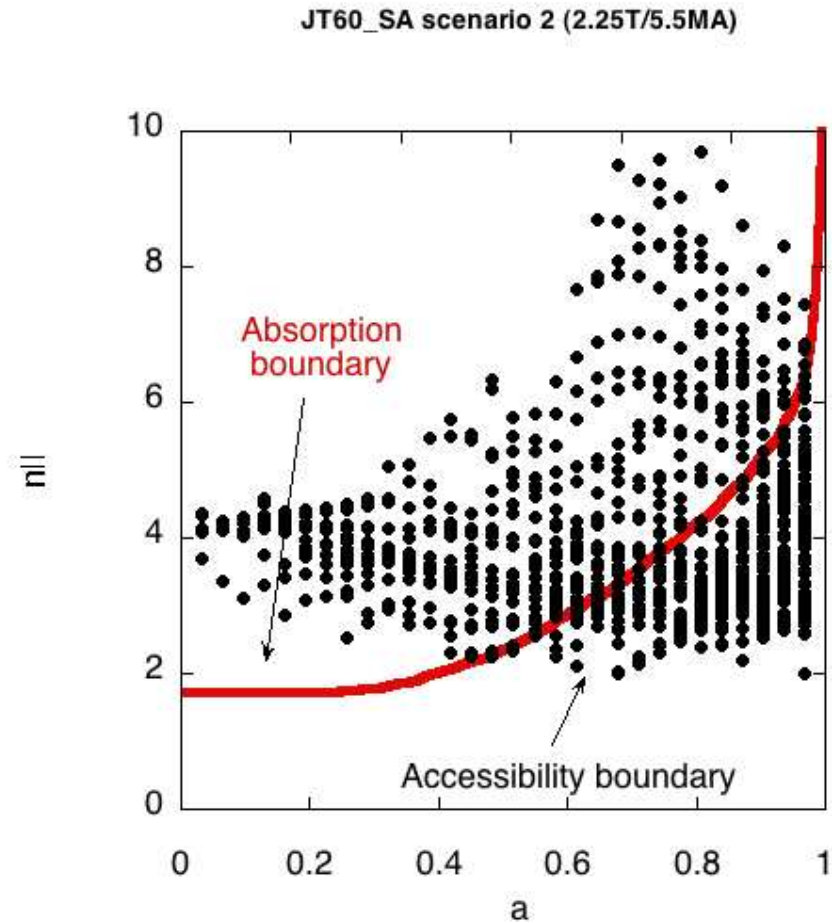 JT60_SA scenario 2 (2.25T/5.5MA)
10
8
Absorption
boundary
6
n||
4
2
Accessibility boundary
0
0 0.2 0.4 0.6 0.8 1
a